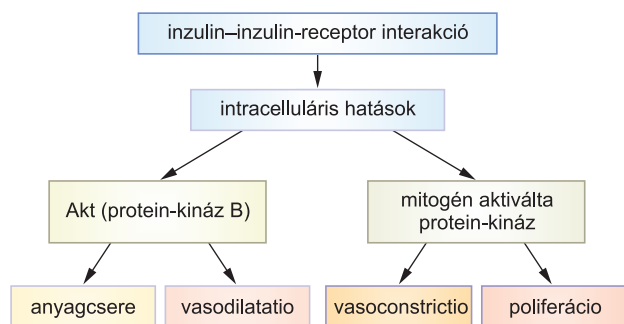 inzulin–inzulin-receptor interakció
intracelluláris hatások
Akt (protein-kináz B)
mitogén aktiválta
protein-kináz
anyagcsere
vasodilatatio
vasoconstrictio
poliferácio